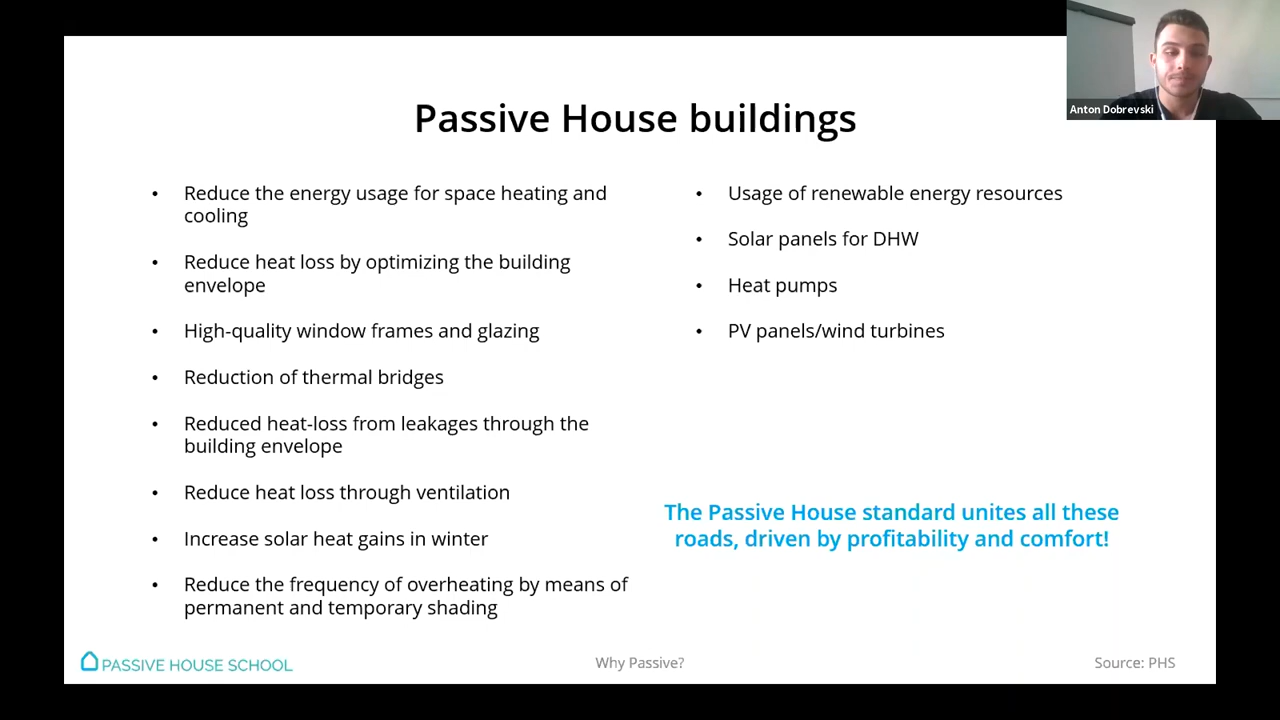 Anton Dobrevski
Passive House buildings
• Reduce the energy usage for space heating and
cooling
• Reduce heat loss by optimizing the building
envelope
• High-quality window frames and glazing
• Reduction of thermal bridges
• Reduced heat-loss from leakages through the
building envelope
• Reduce heat loss through ventilation
• Increase solar heat gains in winter
• Reduce the frequency of overheating by means of
permanent and temporary shading
• Usage of renewable energy resources
• Solar panels for DHW
• Heat pumps
• PV panels/wind turbines
The Passive House standard unites all these
roads, driven by profitability and comfort!
PASSIVE HOUSE SCHOOL
Why Passive?
Source: PHS